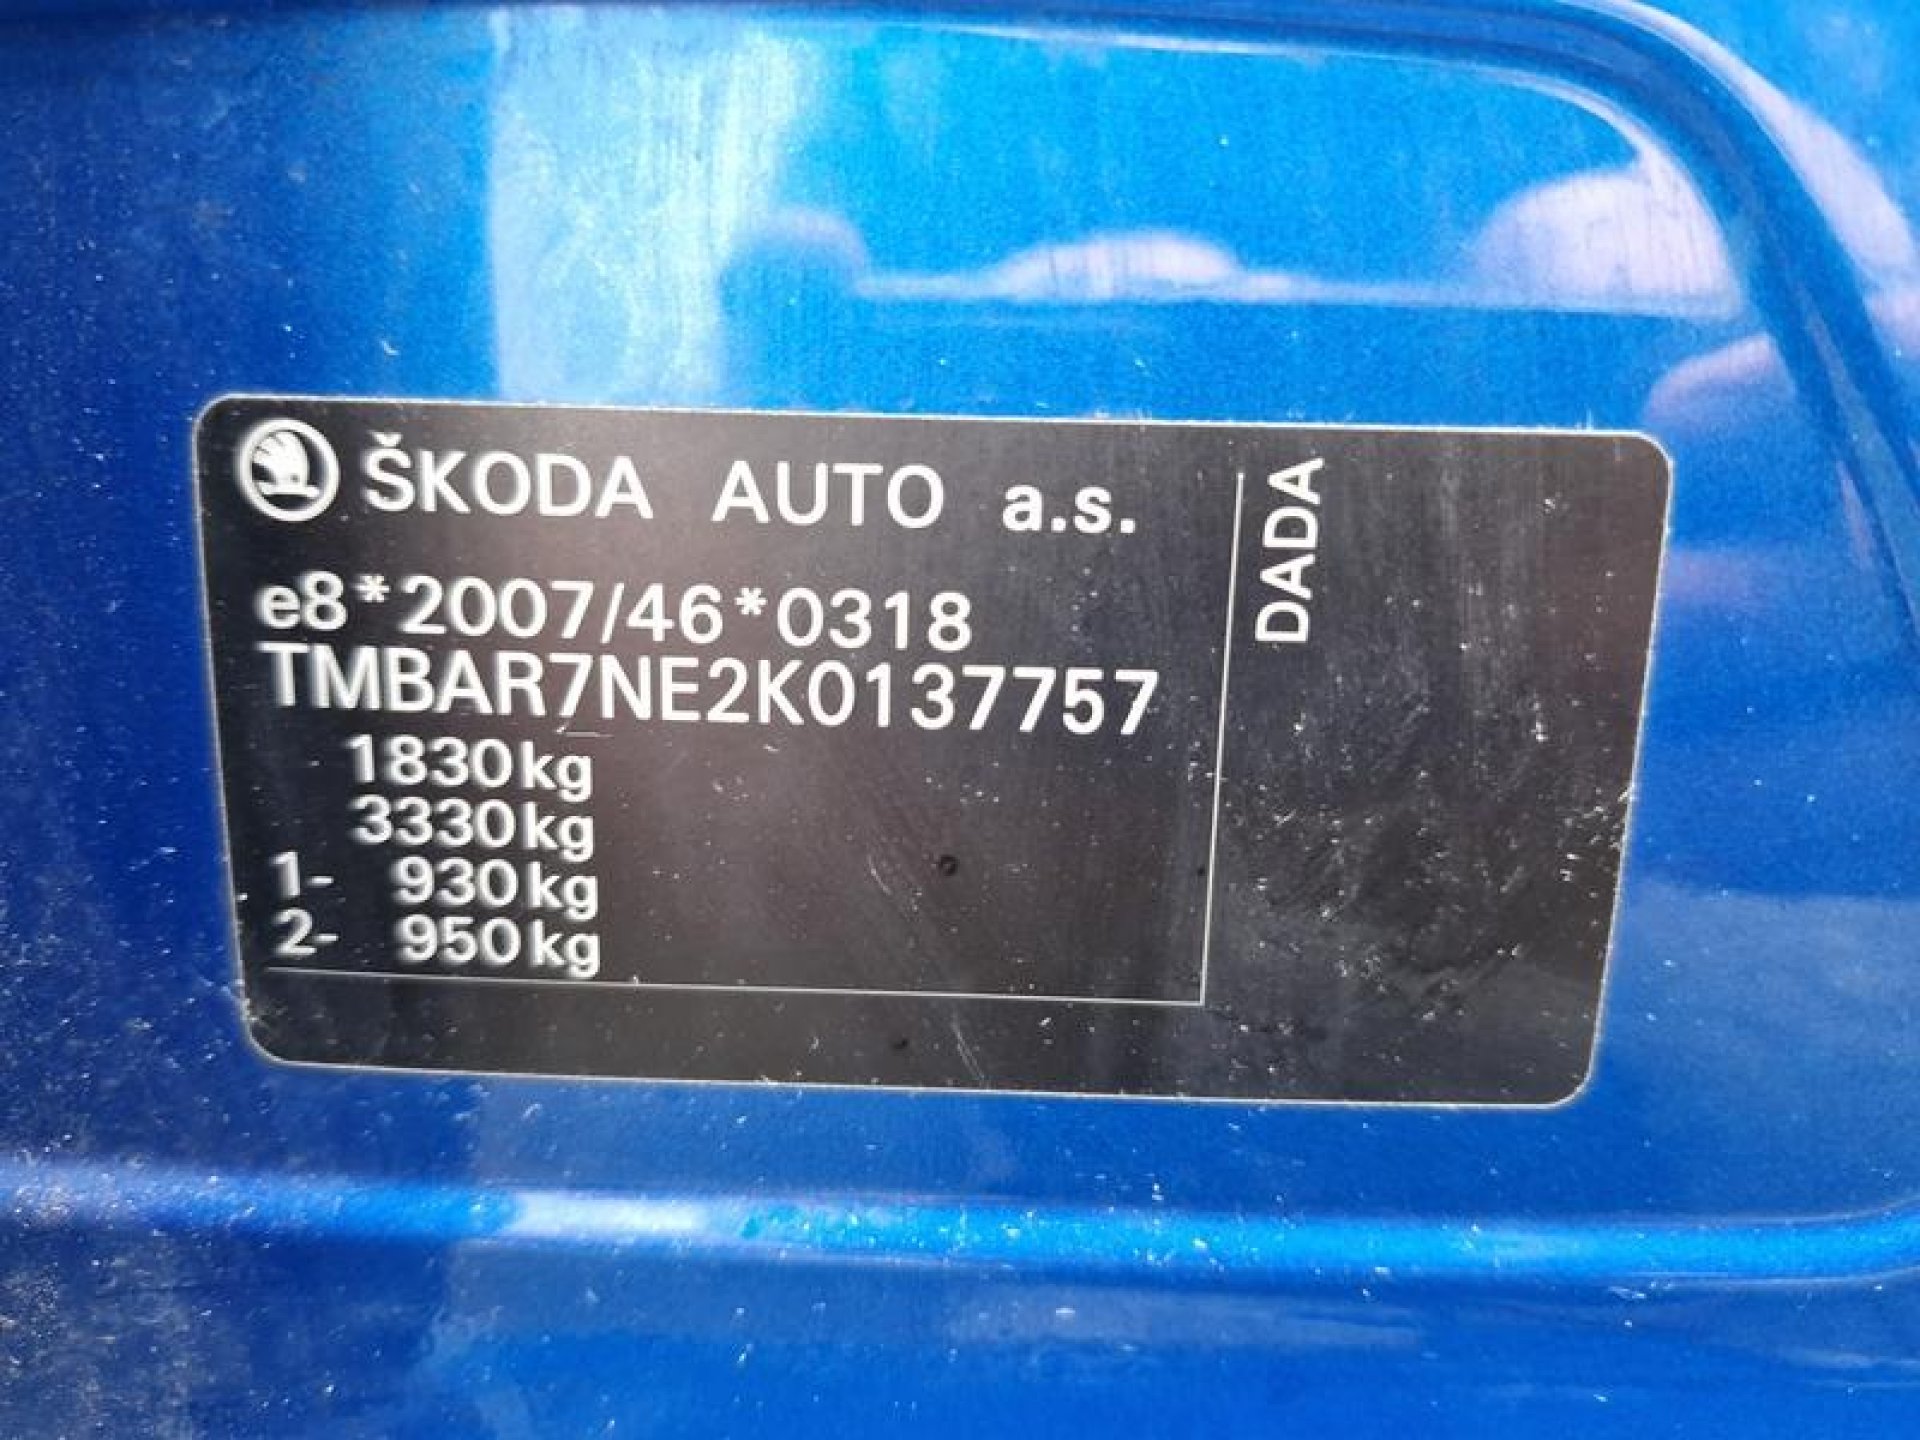 ŠKODA AUTO a.s.
e8*2007/46*0318
TMBAR7NE2K0137757
1830kg
3330kg
1- 930kg
2- 950kg
DADA